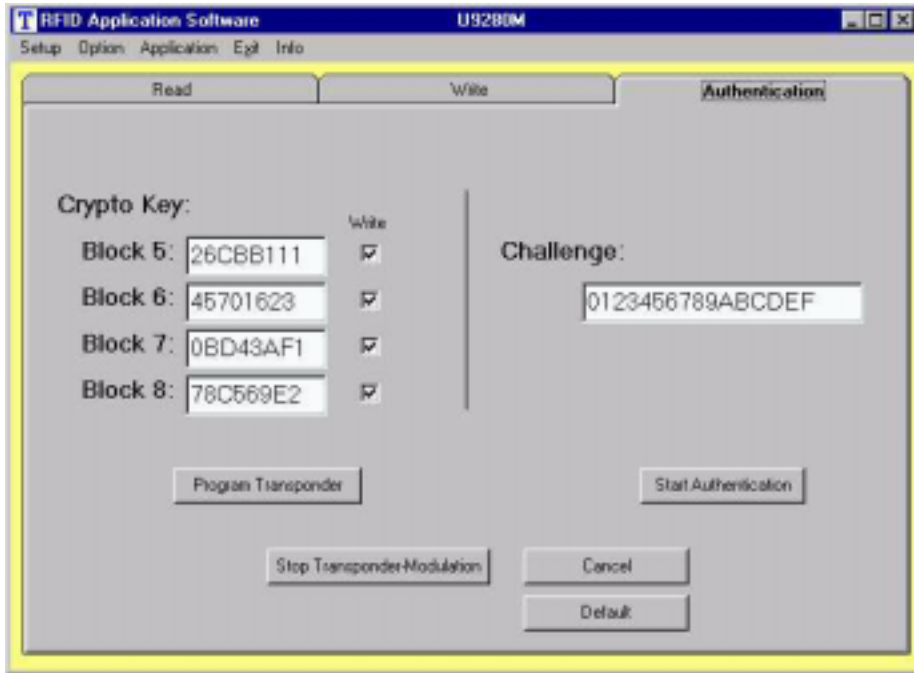 T RFID Application Software U9280M
Setup Option Application Exit Info
Read Write Authentication
Crypto Key:
Write
Block 5: 26CBB111
Challenge:
Block 6: 45701623
0123456789ABCDEF
Block 7: 0BD43AF1
Block 8: 78C569E2
Program Transponder
Start Authentication
Stop Transponder-Modulation
Cancel
Default